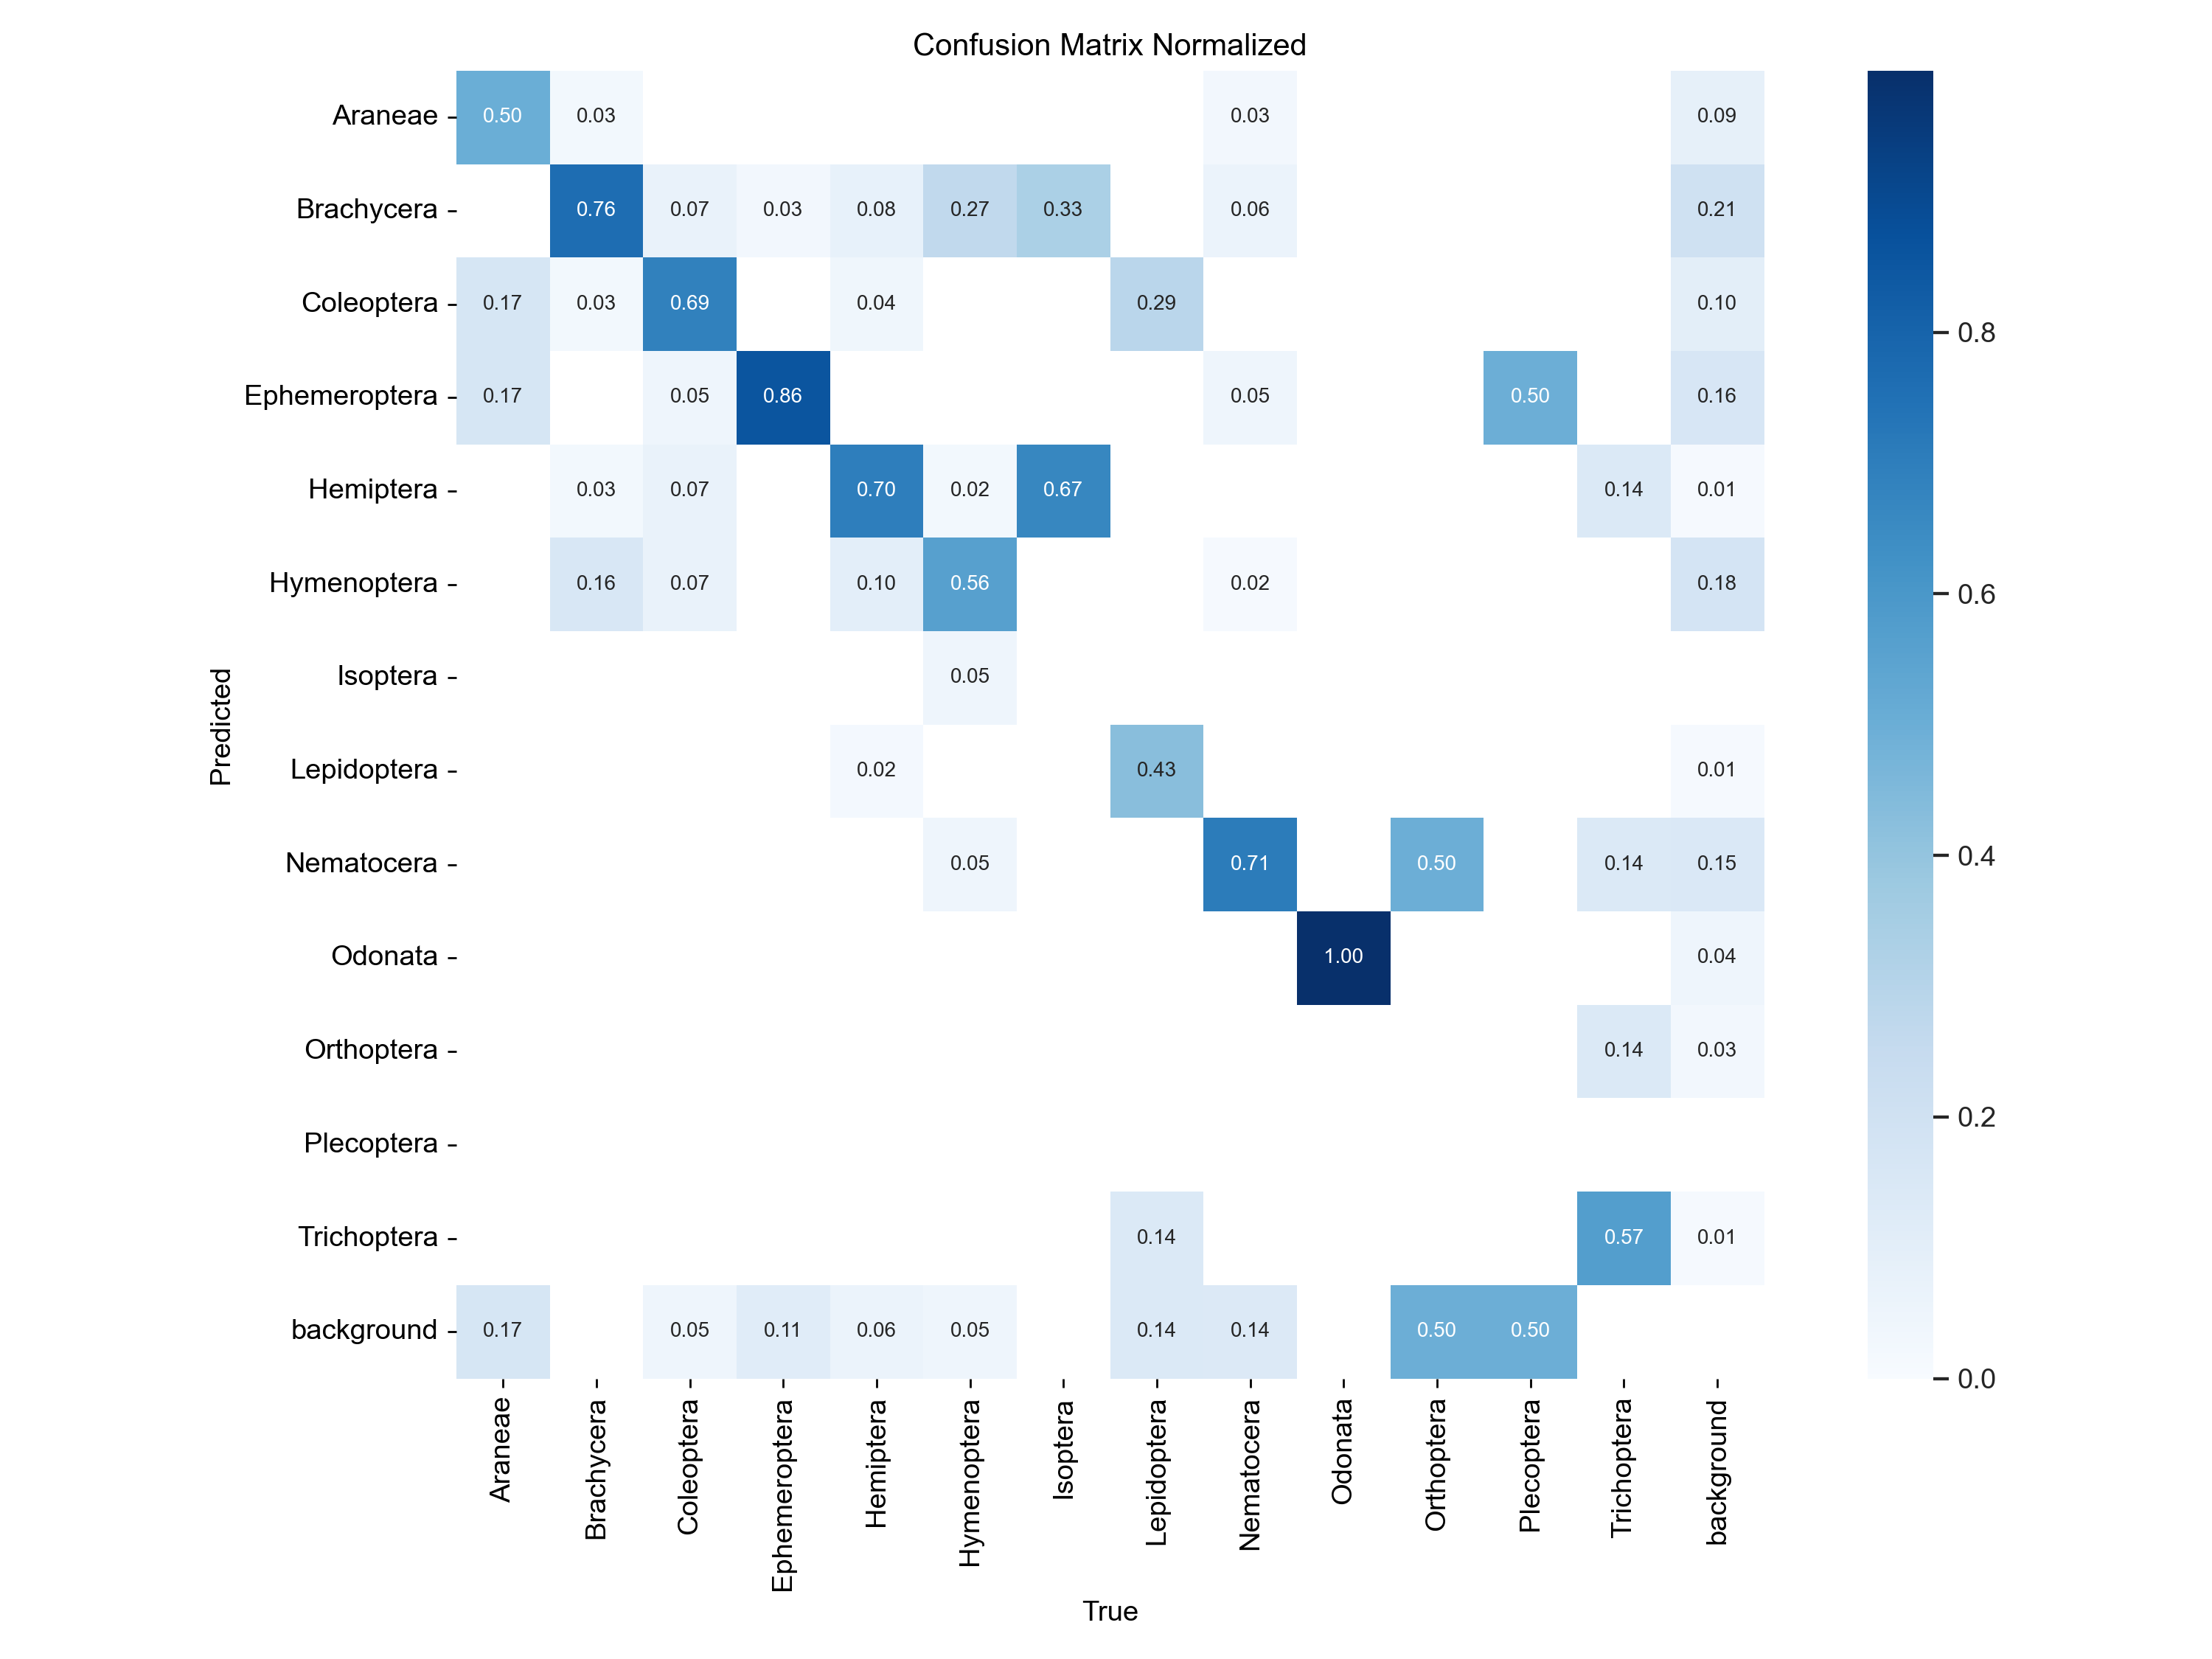 Confusion Matrix Normalized
Araneae 0.50 0.03 0.03 0.09
Brachycera 0.76 0.07 0.03 0.08 0.27 0.33 0.06 0.21
Coleoptera 0.17 0.03 0.69 0.04 0.29 0.10
0.8
Ephemeroptera 0.17 0.05 0.86 0.05 0.50 0.16
Hemiptera 0.03 0.07 0.70 0.02 0.67 0.14 0.01
Hymenoptera 0.16 0.07 0.10 0.56 0.02 0.18
0.6
Isoptera 0.05
Predicted
Lepidoptera 0.02 0.43 0.01
Nematocera 0.05 0.71 0.50 0.14 0.15
0.4
Odonata 1.00 0.04
Orthoptera 0.14 0.03
0.2
Plecoptera
Trichoptera 0.14 0.57 0.01
background 0.17 0.05 0.11 0.06 0.05 0.14 0.14 0.50 0.50
0.0
Araneae Brachycera Coleoptera Ephemeroptera Hemiptera Hymenoptera Isoptera Lepidoptera Nematocera Odonata Orthoptera Plecoptera Trichoptera background
True